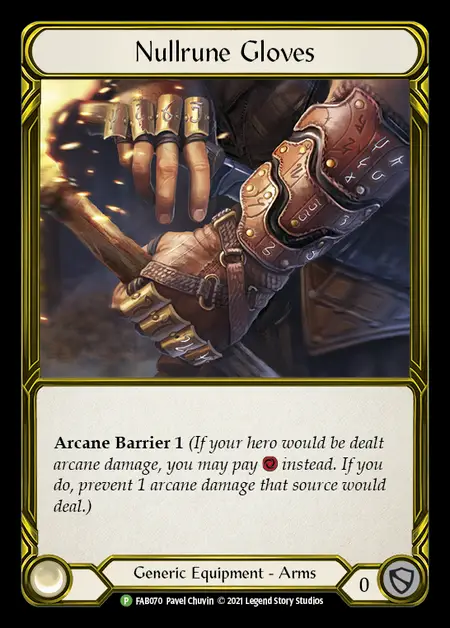 Nullrune Gloves
Arcane Barrier 1 (If your hero would be dealt
arcane damage, you may pay instead. If you
do, prevent 1 arcane damage that source would
deal.)
Generic Equipment - Arms
0
P FAB070 Pavel Chuvin © 2021 Legend Story Studios